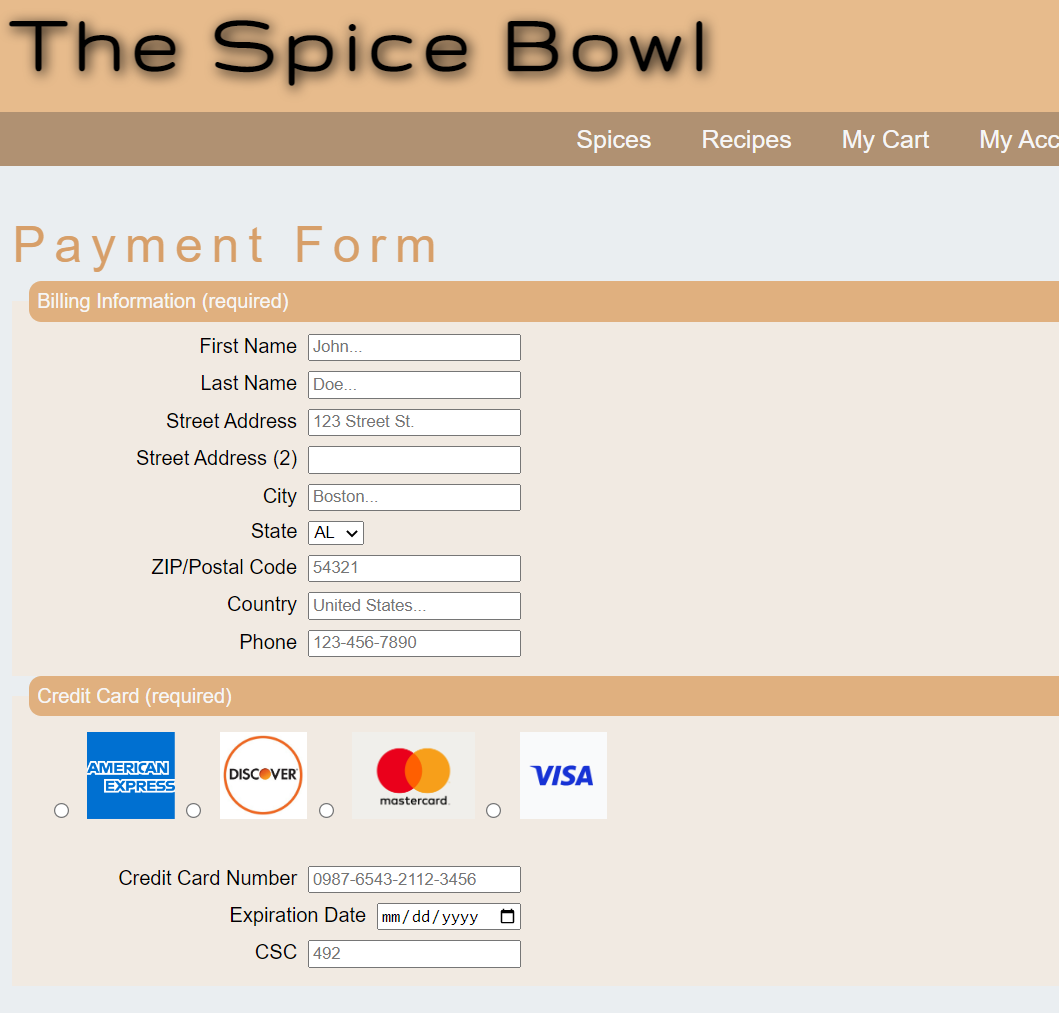 The Spice Bowl
Spices Recipes My Cart My Acc
Payment Form
Billing Information (required)
First Name John...
Last Name Doe...
Street Address 123 Street St.
Street Address (2)
City Boston...
State AL
ZIP/Postal Code 54321
Country United States...
Phone 123-456-7890
Credit Card (required)
AMERICAN
EXPRESS
DISCOVER
mastercard
VISA
Credit Card Number 0987-6543-2112-3456
Expiration Date mm/dd/yyyy
CSC 492